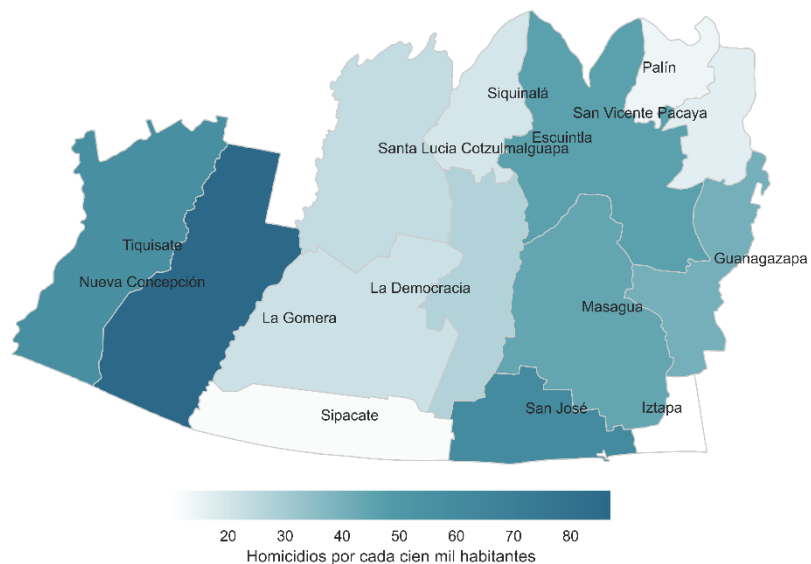 Palín
Siquinalá
San Vicente Pacaya
Escuintla
Santa Lucia Cotzulmalguapa
Tiquisate
Guanagazapa
Nueva Concepción
La Democracia
Masagua
La Gomera
San José
Iztapa
Sipacate
20 30 40 50 60 70 80
Homicidios por cada cien mil habitantes